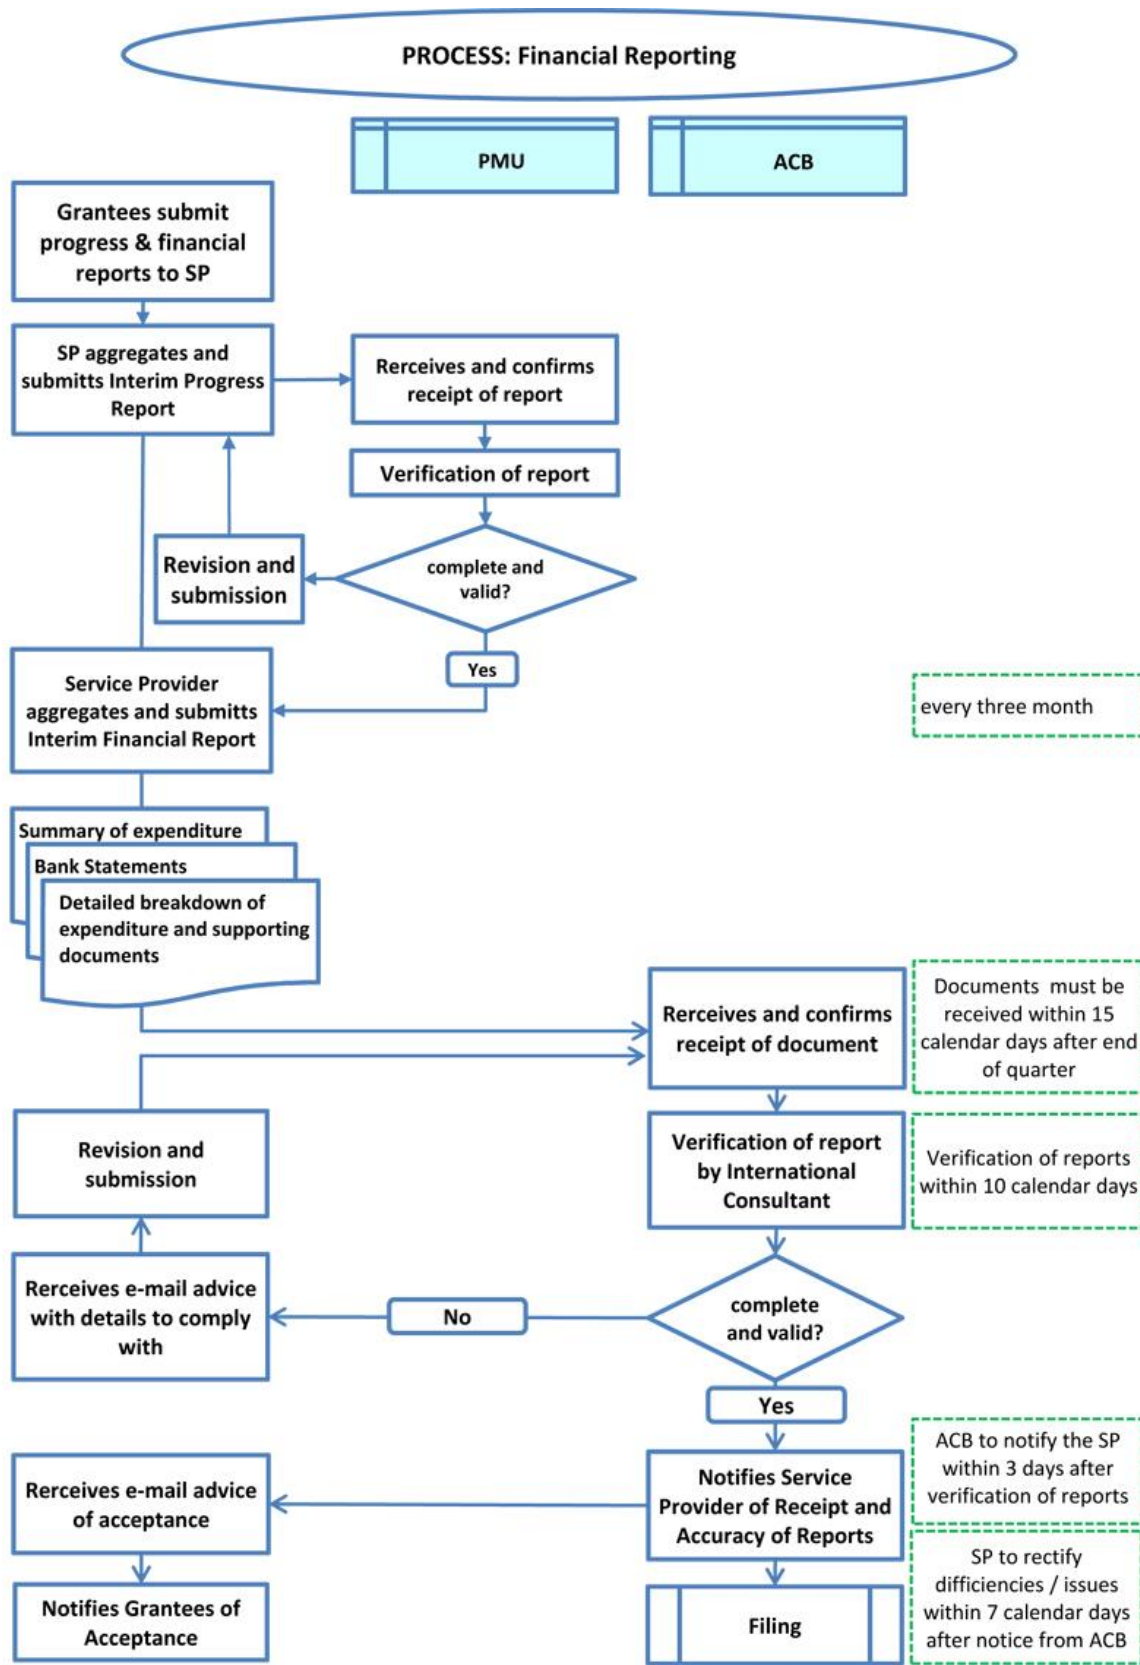 PROCESS: Financial Reporting
PMU
ACB
Grantees submit
progress & financial
reports to SP
SP aggregates and
submitts Interim Progress
Report
Rerceives and confirms
receipt of report
Verification of report
complete and
valid?
Revision and
submission
Yes
Service Provider
aggregates and submitts
Interim Financial Report
every three month
Summary of expenditure
Bank Statements
Detailed breakdown of
expenditure and supporting
documents
Rerceives and confirms
receipt of document
Documents must be
received within 15
calendar days after end
of quarter
Revision and
submission
Verification of report
by International
Consultant
Verification of reports
within 10 calendar days
Rerceives e-mail advice
with details to comply
with
No
complete
and valid?
Yes
Rerceives e-mail advice
of acceptance
Notifies Service
Provider of Receipt and
Accuracy of Reports
ACB to notify the SP
within 3 days after
verification of reports
Notifies Grantees of
Acceptance
Filing
SP to rectify
difficiencies / issues
within 7 calendar days
after notice from ACB